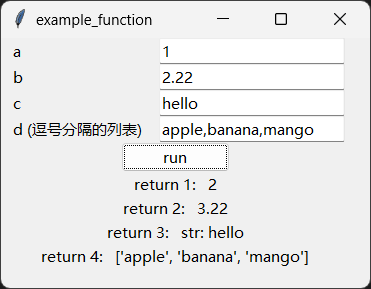 example_function
a 1
b 2.22
c hello
d (逗号分隔的列表) apple,banana,mango
run
return 1: 2
return 2: 3.22
return 3: str: hello
return 4: ['apple', 'banana', 'mango']